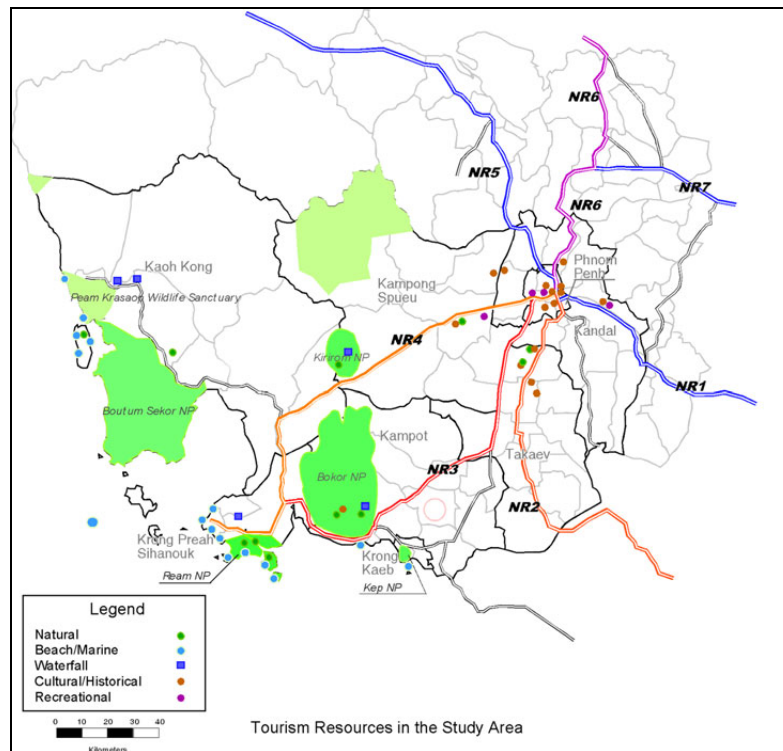 NR6
NR5
NR7
NR6
Phnom
Penh
Kaoh Kong
Kampong
Spueu
Peam Krasaop Wildlife Sanctuary
Kandal
NR4
Kirirom NP
NR1
Boutum Sekor NP
Kampot
Takaev
NR3
Bokor NP
NR2
Krong Preah
Sihanouk
Krong
Kaeb
Ream NP
Kep NP
Legend
Natural
Beach/Marine
Waterfall
Cultural/Historical
Recreational
0 10 20 30 40
Kilometers
Tourism Resources in the Study Area